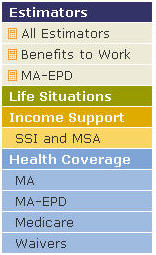 Estimators
All Estimators
Benefits to Work
MA-EPD
Life Situations
Income Support
SSI and MSA
Health Coverage
MA
MA-EPD
Medicare
Waivers